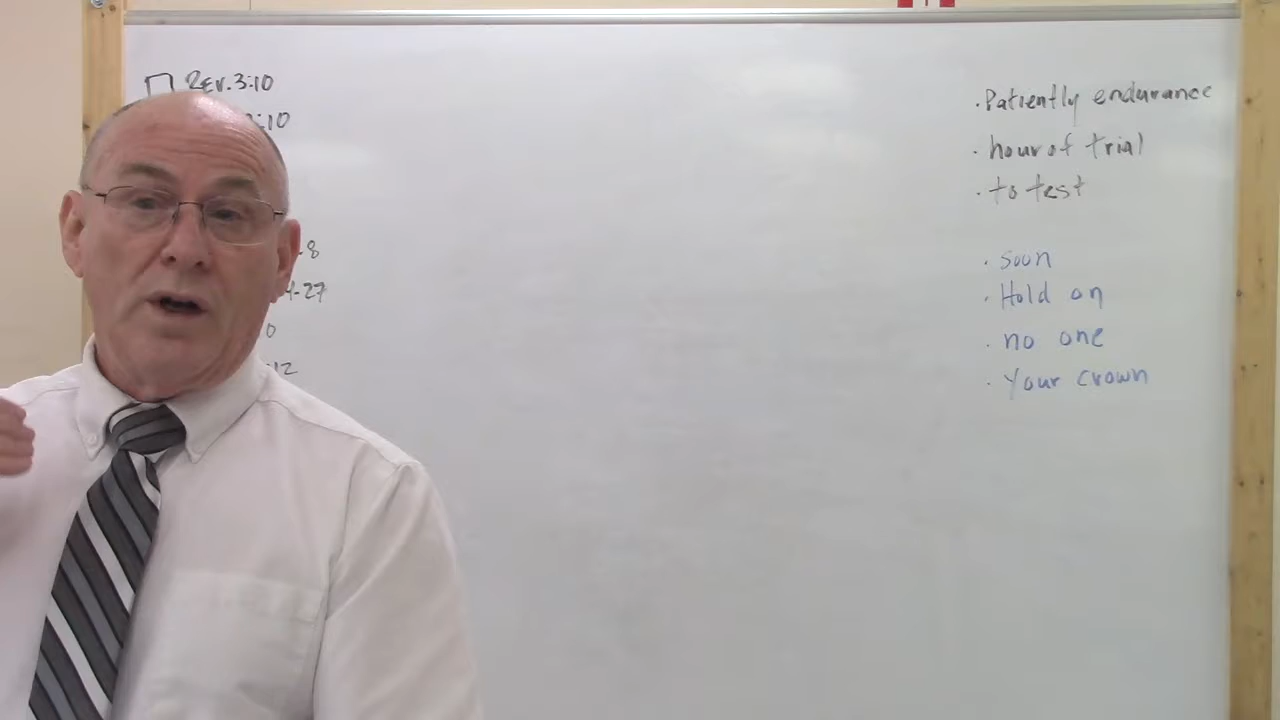 Rev. 3:10
:10
-8
4-27
0
:12
• Patiently endurance
• hour of trial
• to test
• soon
• Hold on
• no one
• Your crown